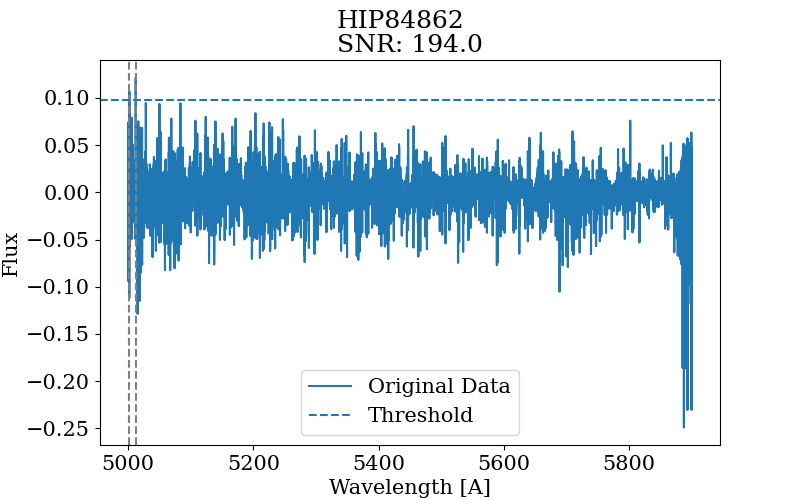 HIP84862
SNR: 194.0
Flux
0.10
0.05
0.00
−0.05
−0.10
−0.15
−0.20
−0.25
Original Data
Threshold
5000 5200 5400 5600 5800
Wavelength [A]